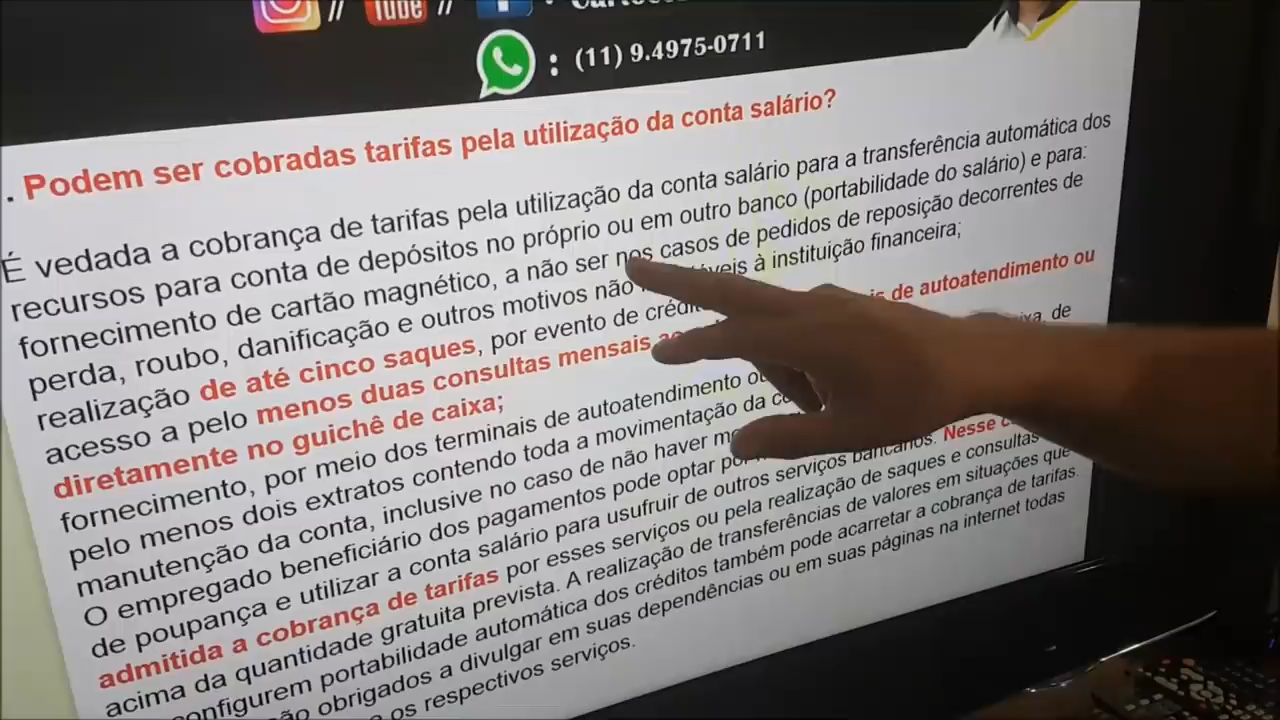 // Tube //
: (11) 9.4975-0711
. Podem ser cobradas tarifas pela utilização da conta salário?
É vedada a cobrança de tarifas pela utilização da conta salário para a transferência automática dos
recursos para conta de depósitos no próprio ou em outro banco (portabilidade do salário) e para:
fornecimento de cartão magnético, a não ser nos casos de pedidos de reposição decorrentes de
perda, roubo, danificação e outros motivos não à instituição financeira;
realização de até cinco saques, por evento de
acesso a pelo menos duas consultas mensais de autoatendimento ou
diretamente no guichê de caixa;
fornecimento, por meio dos terminais de autoatendimento de
pelo menos dois extratos contendo toda a movimentação da
manutenção da conta, inclusive no caso de não haver
O empregado beneficiário dos pagamentos pode optar
de poupança e utilizar a conta salário para usufruir de outros serviços bancários. Nesse
admitida a cobrança de tarifas por esses serviços ou pela realização de saques e consultas
acima da quantidade gratuita prevista. A realização de transferências de valores em situações que
configurem portabilidade automática dos créditos também pode acarretar a cobrança de tarifas.
obrigados a divulgar em suas dependências ou em suas páginas na internet todas
os respectivos serviços.